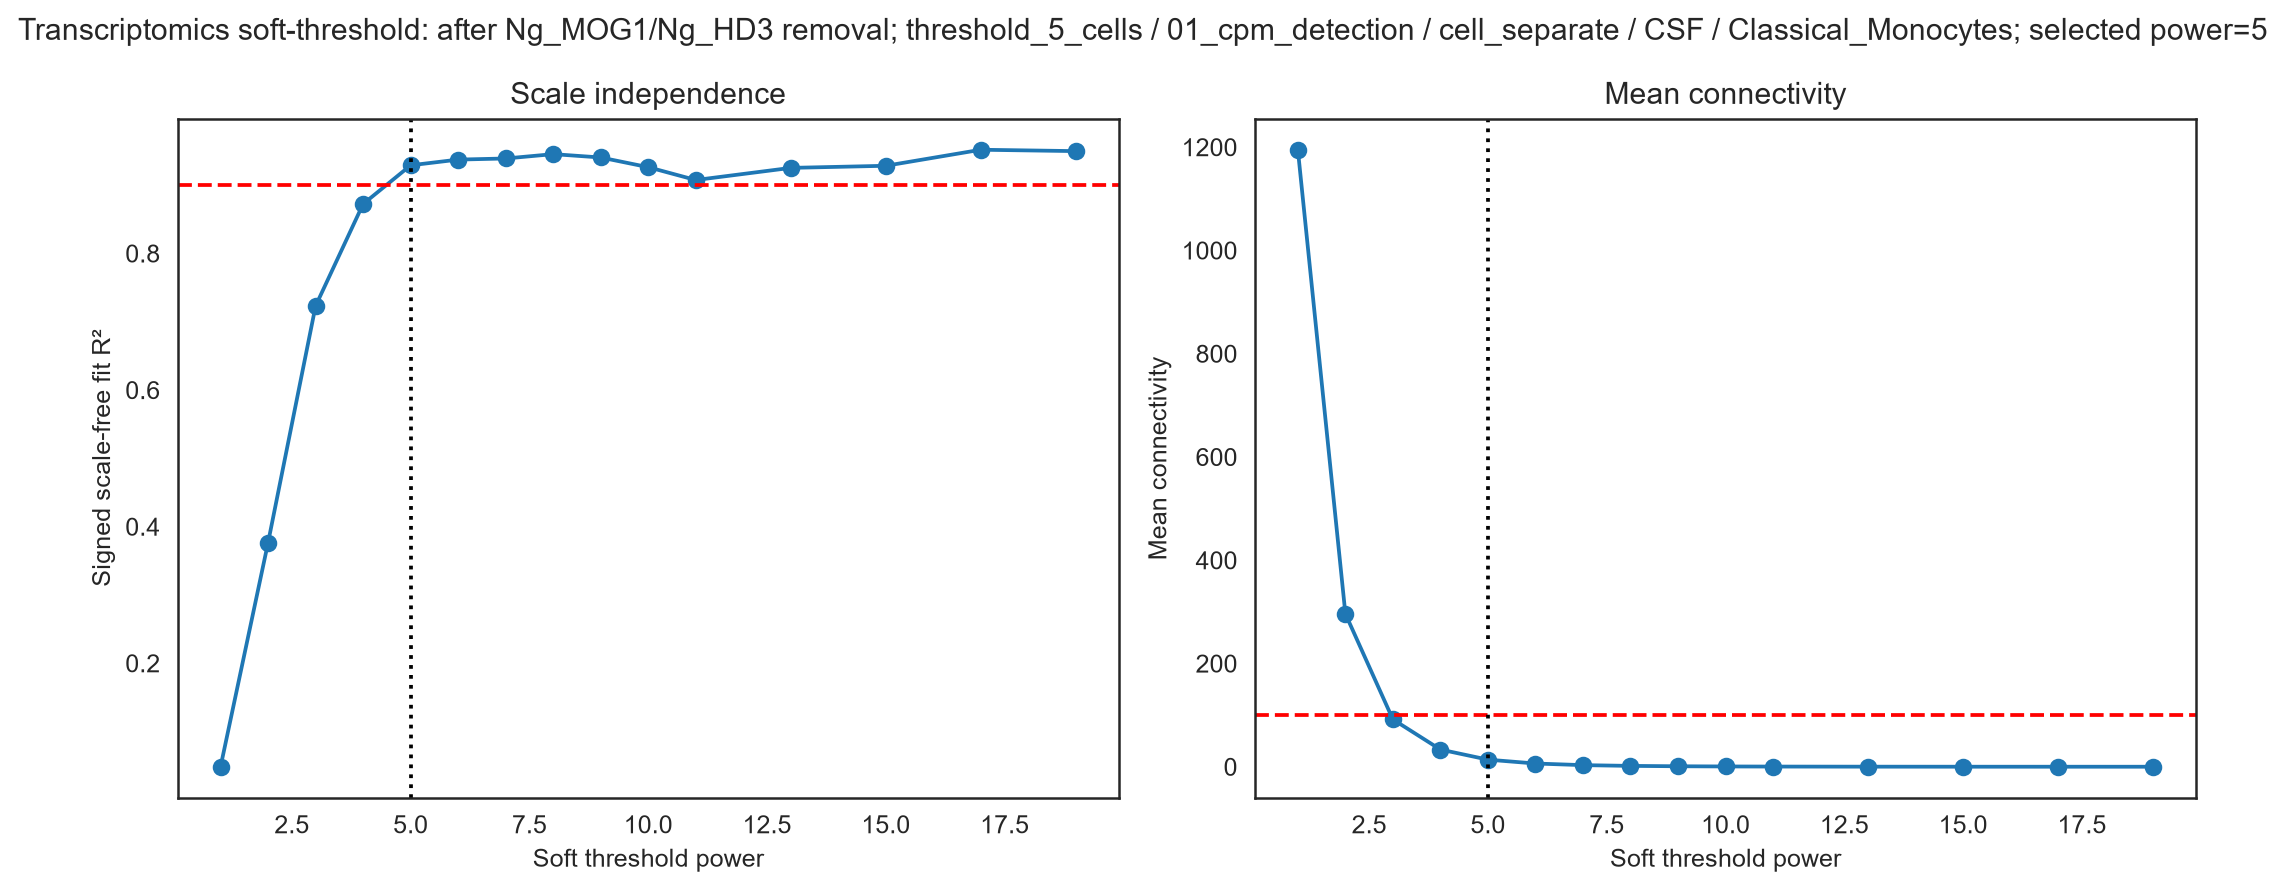 Transcriptomics soft-threshold: after Ng_MOG1/Ng_HD3 removal; threshold_5_cells / 01_cpm_detection / cell_separate / CSF / Classical_Monocytes; selected power=5
Scale independence
Signed scale-free fit R²
0.8
0.6
0.4
0.2
2.5 5.0 7.5 10.0 12.5 15.0 17.5
Soft threshold power
Mean connectivity
Mean connectivity
1200
1000
800
600
400
200
0
2.5 5.0 7.5 10.0 12.5 15.0 17.5
Soft threshold power